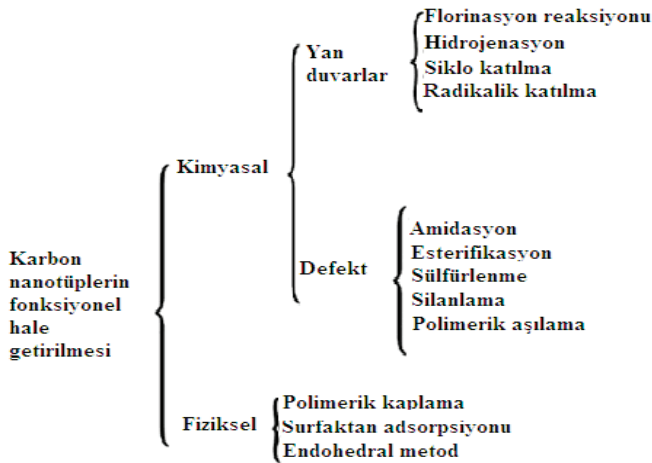 Karbon
nanotüplerin
fonksiyonel
hale
getirilmesi
Kimyasal
Yan
duvarlar
Florinasyon reaksiyonu
Hidrojenasyon
Siklo katılma
Radikalik katılma
Defekt
Amidasyon
Esterifikasyon
Sülfürlenme
Silanlama
Polimerik aşılama
Fiziksel
Polimerik kaplama
Surfaktan adsorpsiyonu
Endohedral metod